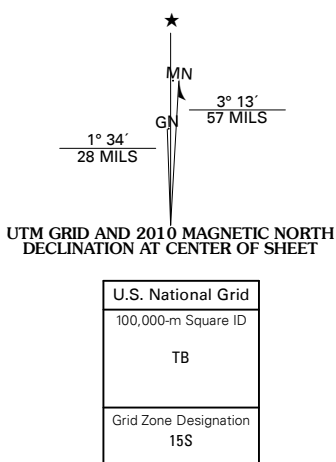 ★
MN
3° 13´
57 MILS
GN
1° 34´
28 MILS
UTM GRID AND 2010 MAGNETIC NORTH
DECLINATION AT CENTER OF SHEET
U.S. National Grid
100,000-m Square ID
TB
Grid Zone Designation
15S